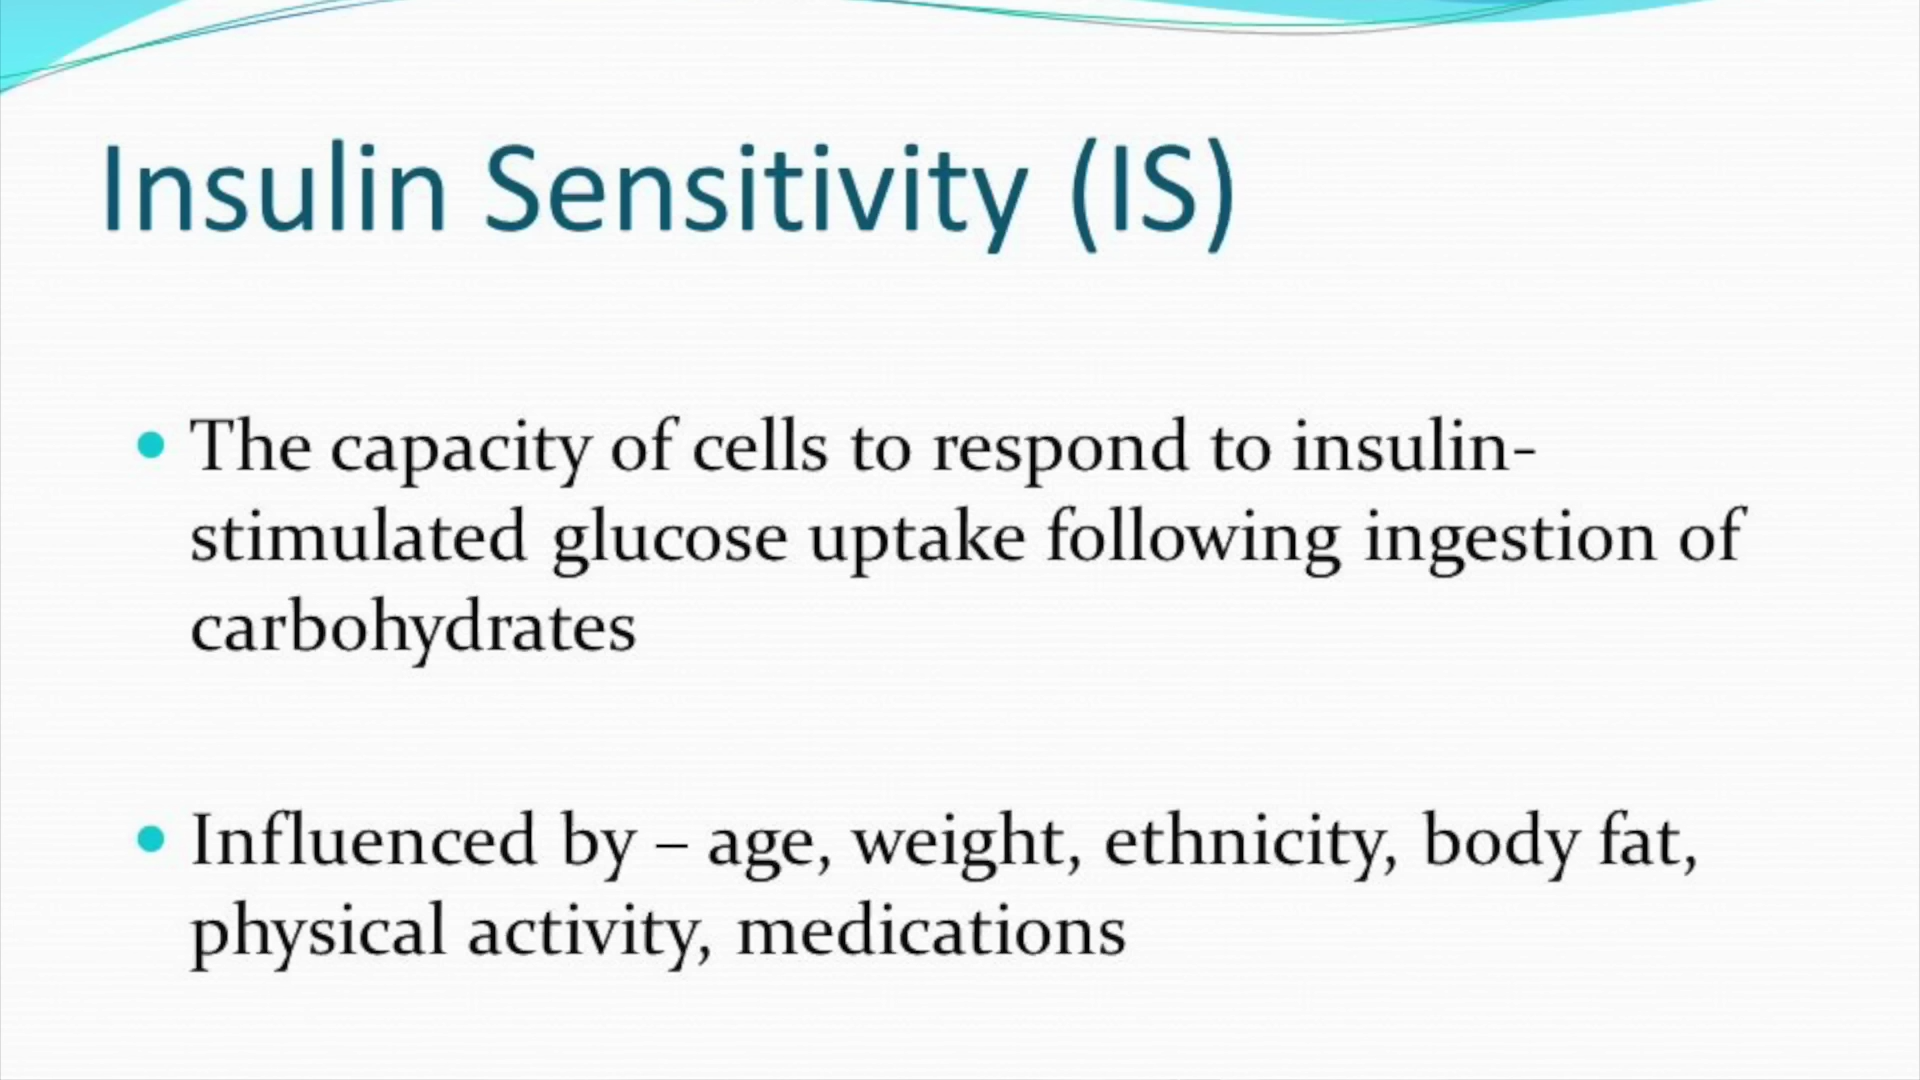 Insulin Sensitivity (IS)
• The capacity of cells to respond to insulin-
stimulated glucose uptake following ingestion of
carbohydrates
• Influenced by – age, weight, ethnicity, body fat,
physical activity, medications